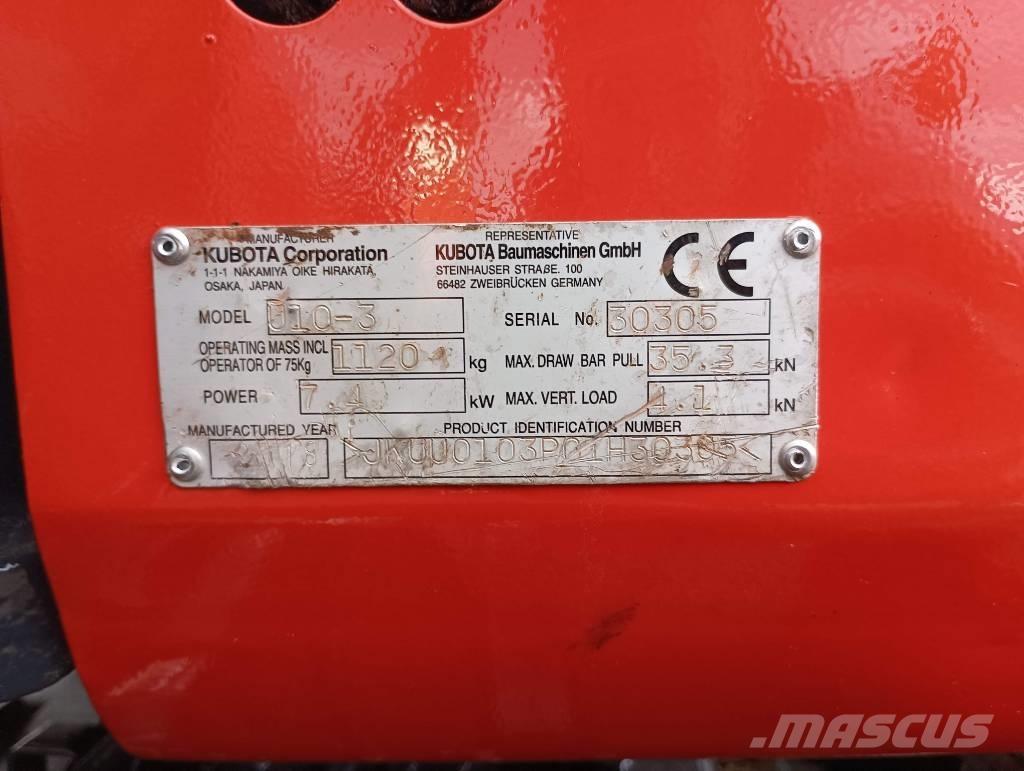 MANUFACTURER
KUBOTA Corporation
1-1-1 NAKAMIYA OIKE HIRAKATA,
OSAKA, JAPAN.
REPRESENTATIVE
KUBOTA Baumaschinen GmbH
STEINHAUSER STRAßE. 100
66482 ZWEIBRÜCKEN GERMANY
CE
MODEL U10-3
SERIAL No. 30305
OPERATING MASS INCL OPERATOR OF 75Kg 1120 kg
MAX. DRAW BAR PULL 35.3 kN
POWER 7.4 kW
MAX. VERT. LOAD 4.1 kN
MANUFACTURED YEAR
PRODUCT IDENTIFICATION NUMBER
MASCUS